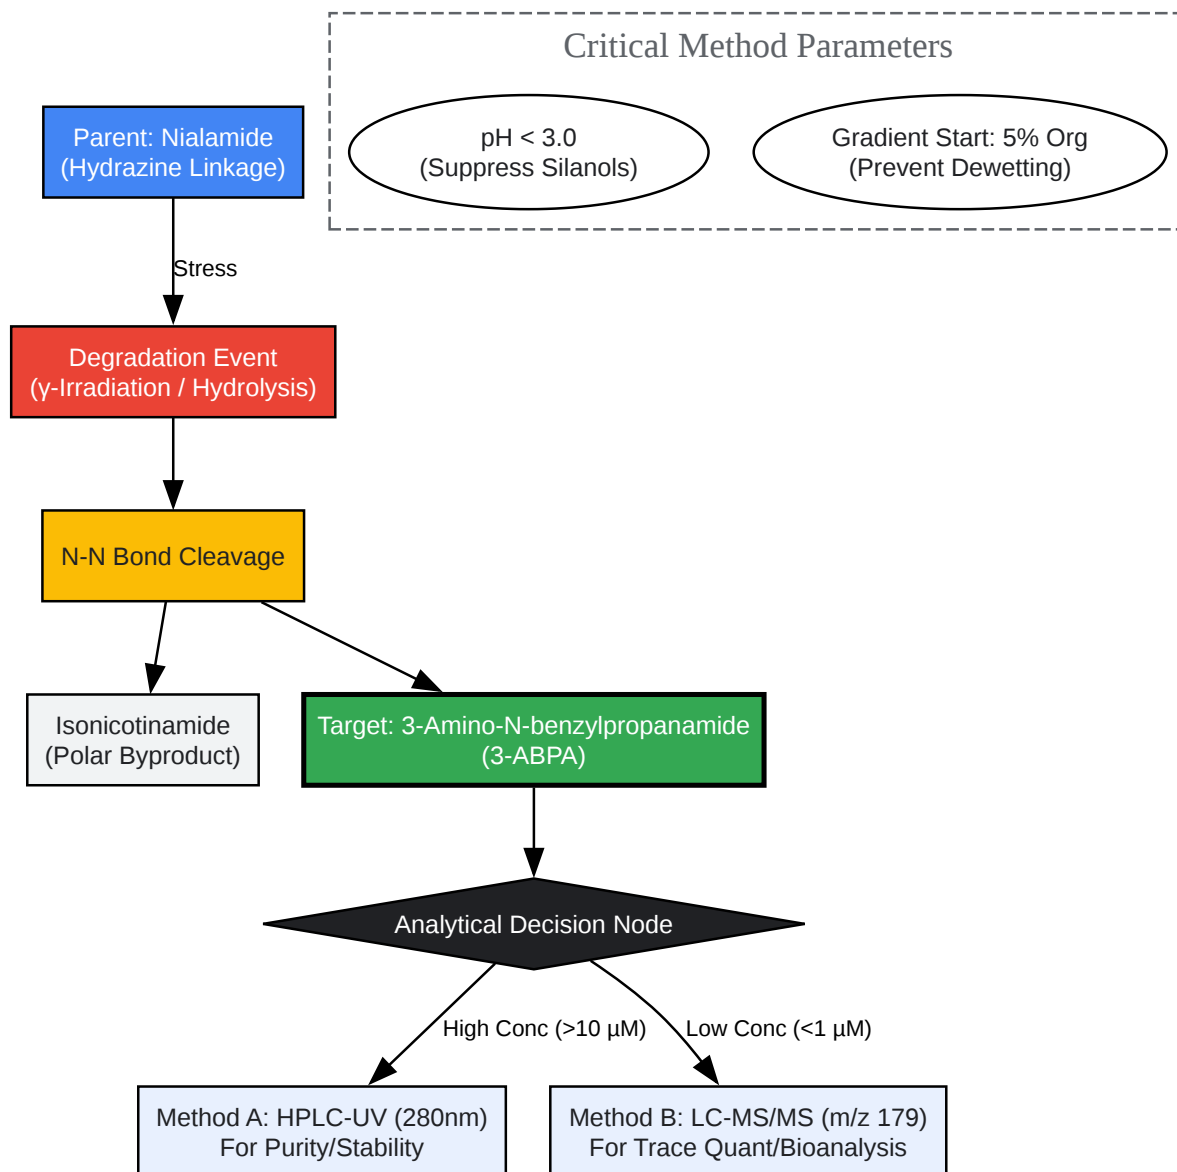 Critical Method Parameters
Parent: Nialamide
(Hydrazine Linkage)
pH < 3.0
(Suppress Silanols)
Gradient Start: 5% Org
(Prevent Dewetting)
Stress
Degradation Event
(γ-Irradiation / Hydrolysis)
N-N Bond Cleavage
Isonicotinamide
(Polar Byproduct)
Target: 3-Amino-N-benzylpropanamide
(3-ABPA)
Analytical Decision Node
High Conc (>10 µM)
Low Conc (<1 µM)
Method A: HPLC-UV (280nm)
For Purity/Stability
Method B: LC-MS/MS (m/z 179)
For Trace Quant/Bioanalysis